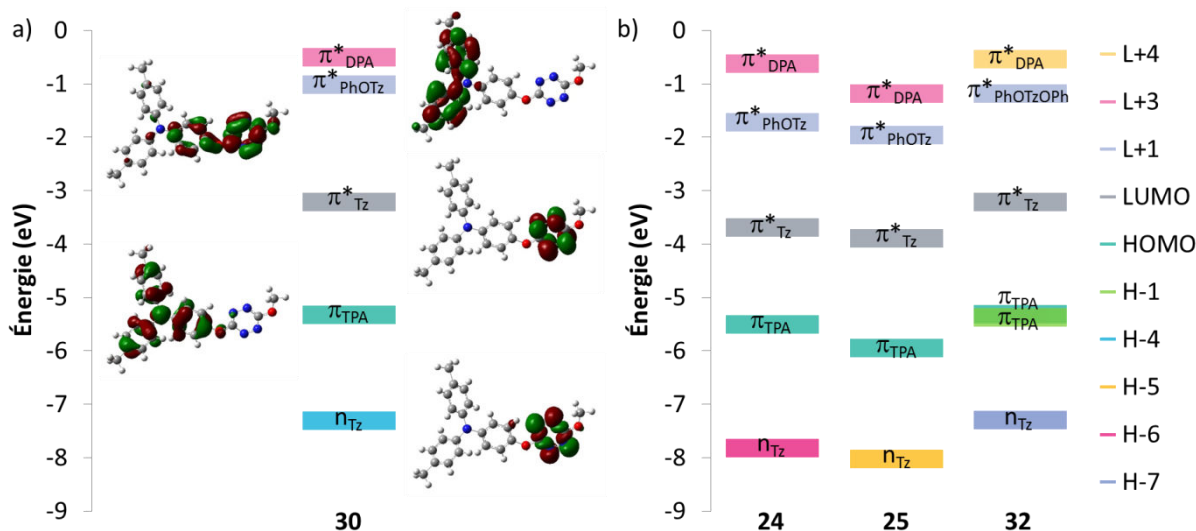 a)
Énergie (eV)
0
-1
-2
-3
-4
-5
-6
-7
-8
-9
π*DPA
π*PhOTz
π*Tz
πTPA
nTz
30
b)
Énergie (eV)
0
-1
-2
-3
-4
-5
-6
-7
-8
-9
π*DPA
π*PhOTz
π*Tz
πTPA
nTz
24
π*DPA
π*PhOTz
π*Tz
πTPA
nTz
25
π*DPA
π*PhOTzOPh
π*Tz
πTPA
πTPA
nTz
32
L+4
L+3
L+1
LUMO
HOMO
H-1
H-4
H-5
H-6
H-7